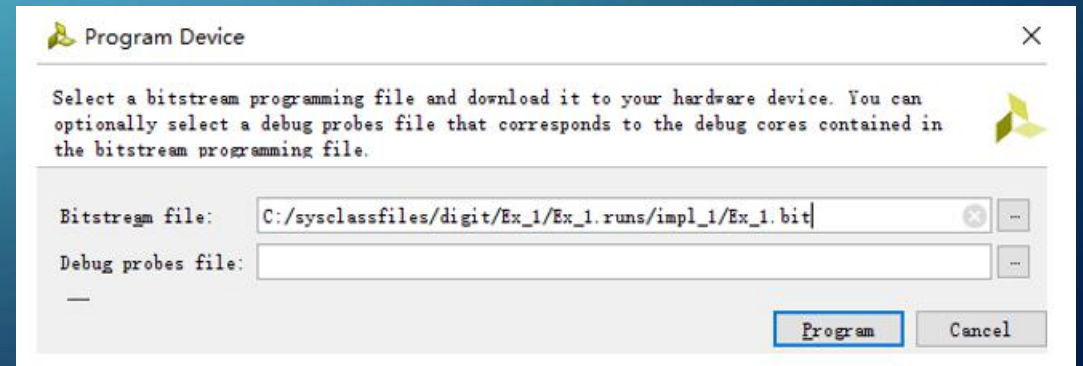 Program Device
Select a bitstream programming file and download it to your hardware device. You can
optionally select a debug probes file that corresponds to the debug cores contained in
the bitstream programming file.
Bitstream file: C:/sysclassfiles/digit/Ex_1/Ex_1.runs/impl_1/Ex_1.bit ...
Debug probes file: ...
Program Cancel